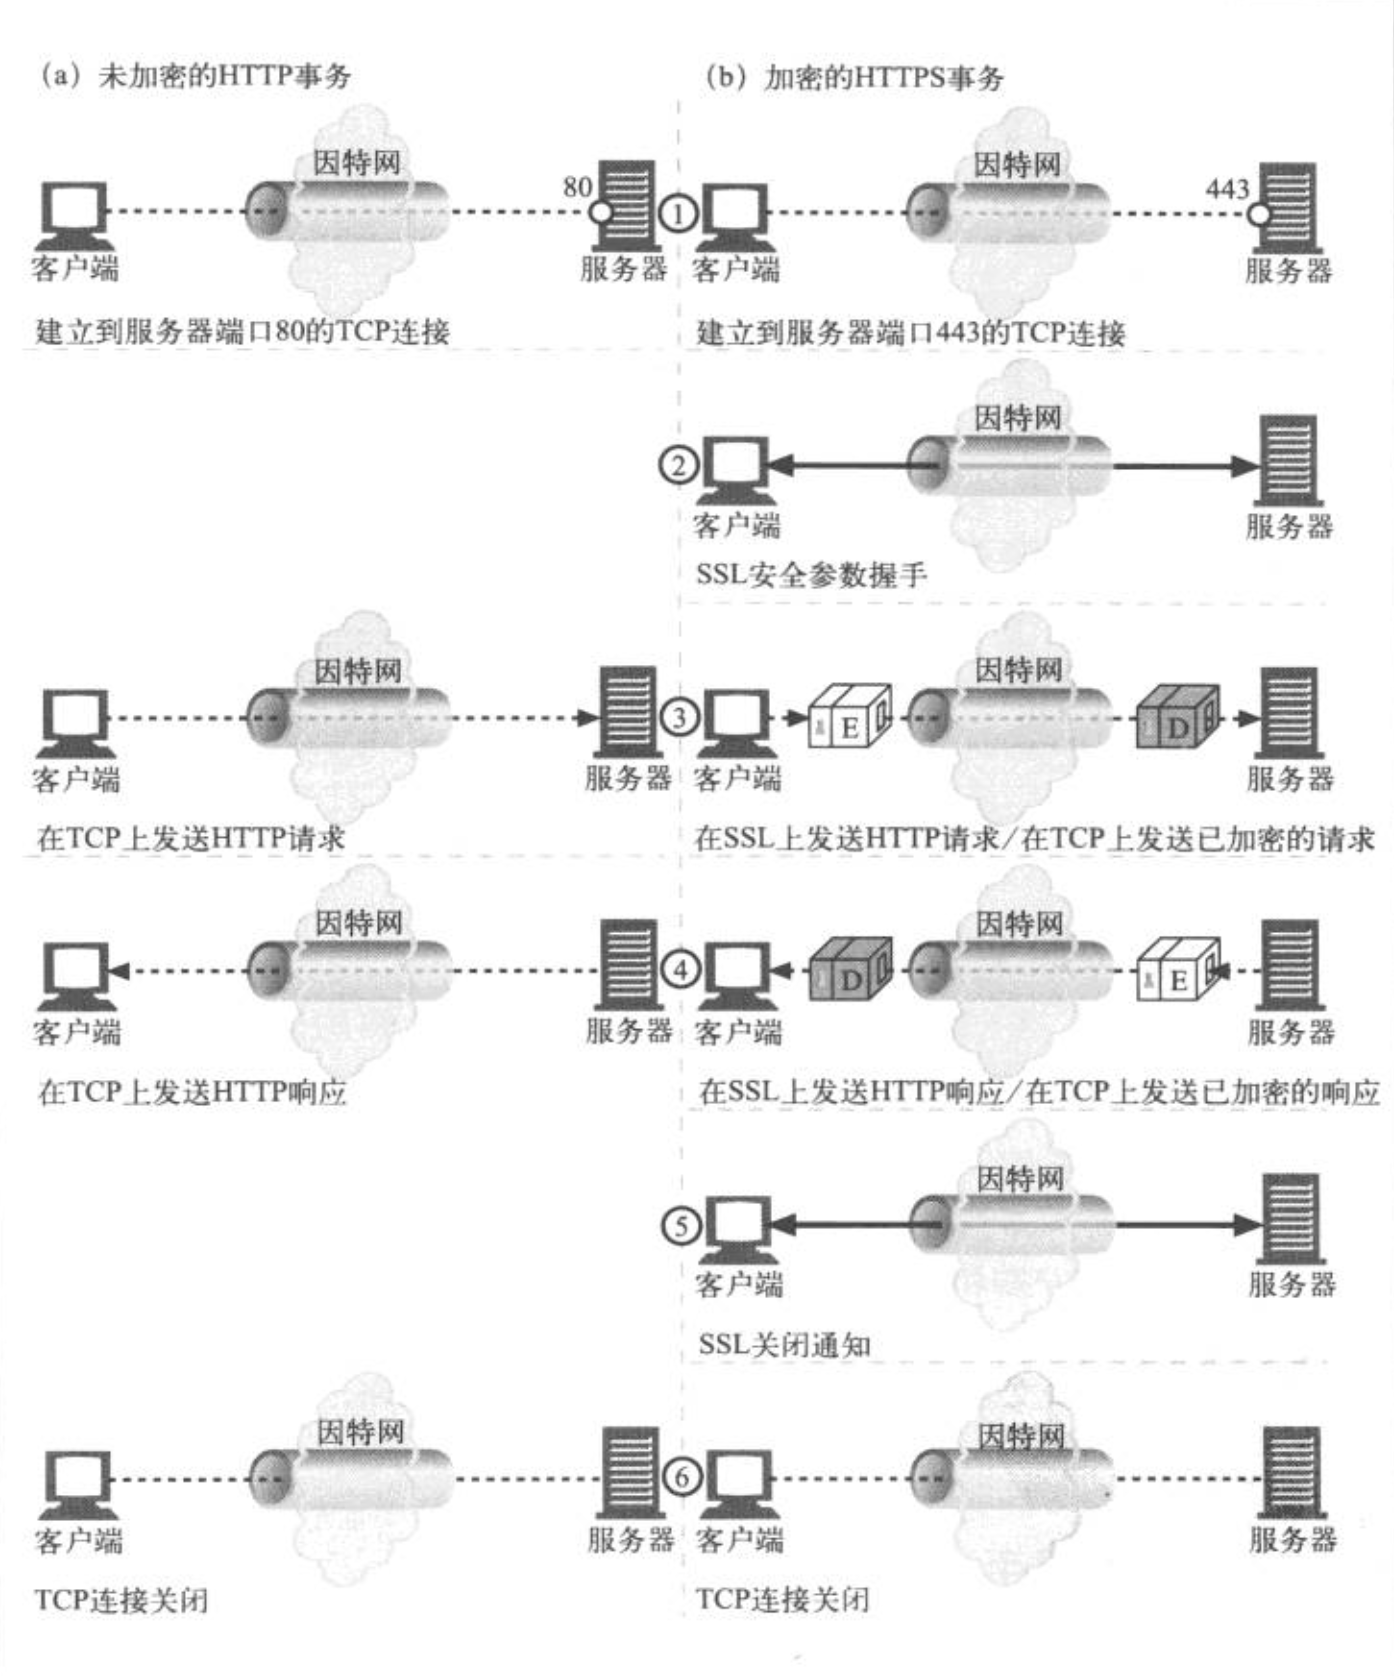 (a) 未加密的HTTP事务
(b) 加密的HTTPS事务
因特网
80
客户端
服务器
建立到服务器端口80的TCP连接
1
因特网
443
客户端
服务器
建立到服务器端口443的TCP连接
2
因特网
客户端
服务器
SSL安全参数握手
因特网
客户端
服务器
在TCP上发送HTTP请求
3
因特网
E
D
客户端
服务器
在SSL上发送HTTP请求/在TCP上发送已加密的请求
因特网
客户端
服务器
在TCP上发送HTTP响应
4
因特网
D
E
客户端
服务器
在SSL上发送HTTP响应/在TCP上发送已加密的响应
5
因特网
客户端
服务器
SSL关闭通知
因特网
客户端
服务器
TCP连接关闭
6
因特网
客户端
服务器
TCP连接关闭